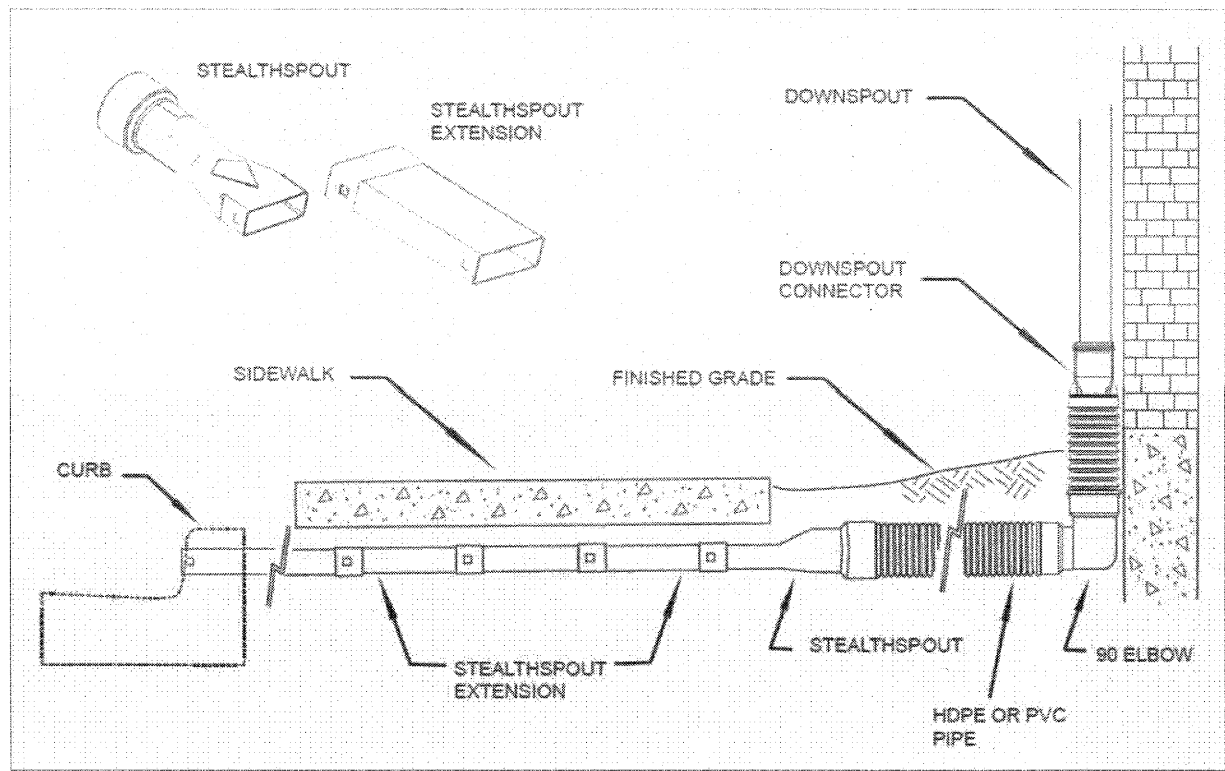 STEALTHSPOUT
STEALTHSPOUT
EXTENSION
DOWNSPOUT
DOWNSPOUT
CONNECTOR
SIDEWALK
FINISHED GRADE
CURB
STEALTHSPOUT
EXTENSION
STEALTHSPOUT
90 ELBOW
HDPE OR PVC
PIPE